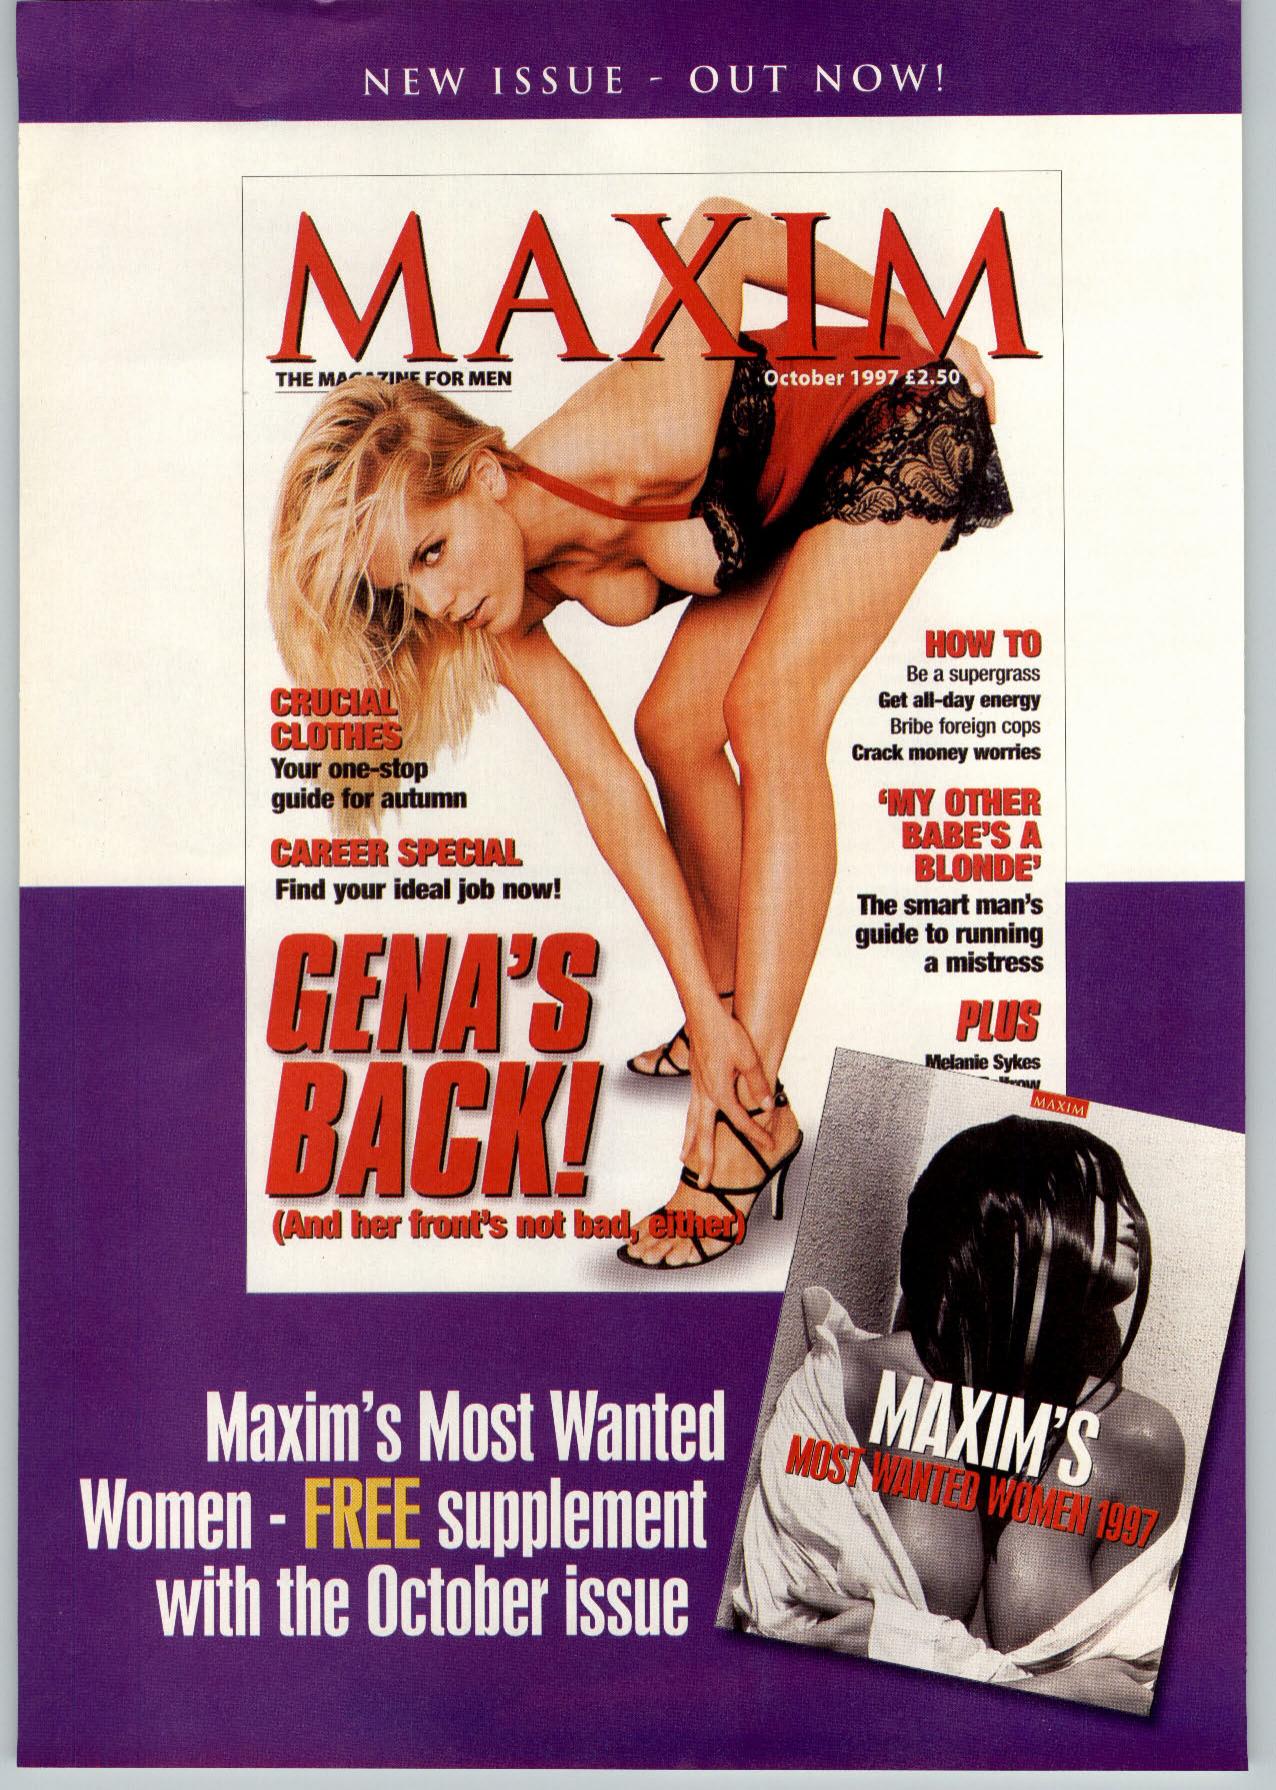 NEW ISSUE - OUT NOW!
MAXIM
THE MAGAZINE FOR MEN
October 1997 £2.50
CRUCIAL
CLOTHES
Your one-stop
guide for autumn
CAREER SPECIAL
Find your ideal job now!
GENA'S
BACK!
(And her front's not bad, either)
HOW TO
Be a supergrass
Get all-day energy
Bribe foreign cops
Crack money worries
'MY OTHER
BABE'S A
BLONDE'
The smart man's
guide to running
a mistress
PLUS
Melanie Sykes
MAXIM
MAXIM'S
MOST WANTED WOMEN 1997
Maxim's Most Wanted
Women - FREE supplement
with the October issue